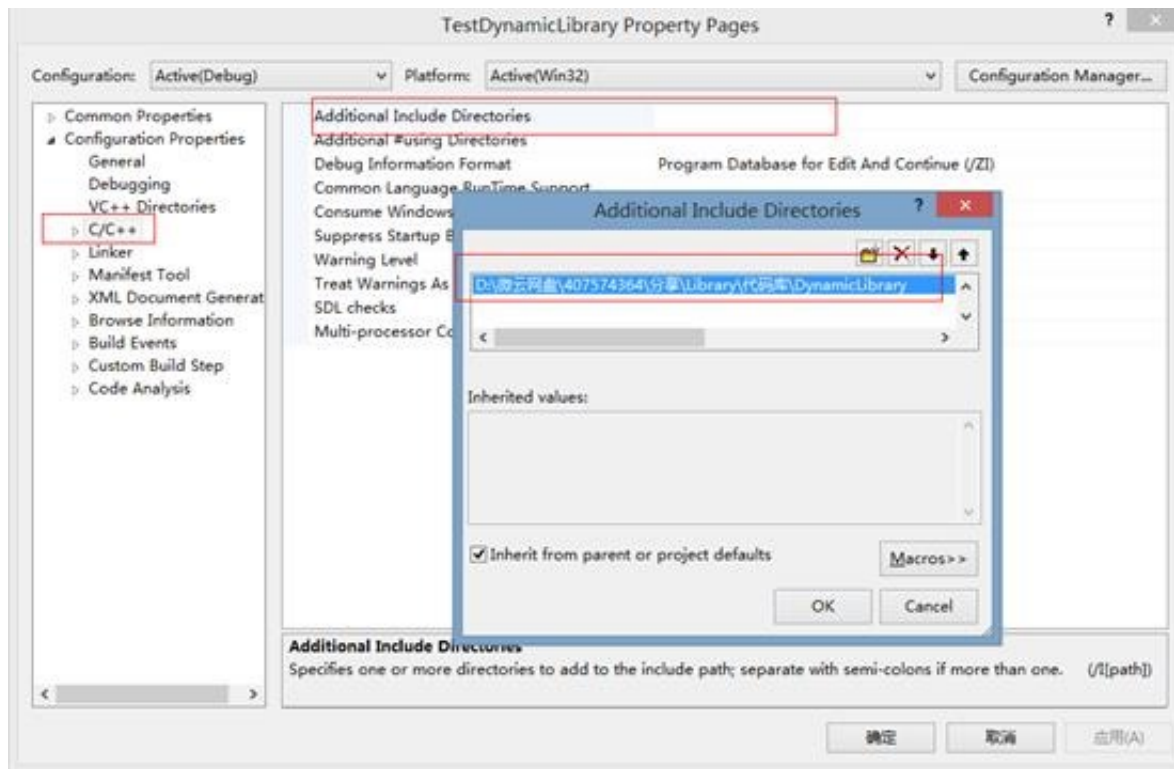 TestDynamicLibrary Property Pages
?
Configuration: Active(Debug) Platform: Active(Win32) Configuration Manager...
Common Properties
Configuration Properties
General
Debugging
VC++ Directories
C/C++
Linker
Manifest Tool
XML Document Generat
Browse Information
Build Events
Custom Build Step
Code Analysis
Additional Include Directories
Additional #using Directories
Debug Information Format Program Database for Edit And Continue (/ZI)
Common Language RunTime Support
Consume Windows
Suppress Startup B
Warning Level
Treat Warnings As
SDL checks
Multi-processor Co
Additional Include Directories ?
D:\微云网盘\407574364\分享\Library\代码库\DynamicLibrary
Inherited values:
Inherit from parent or project defaults
Macros>>
OK Cancel
Additional Include Directories
Specifies one or more directories to add to the include path; separate with semi-colons if more than one. (/I[path])
确定 取消 应用(A)